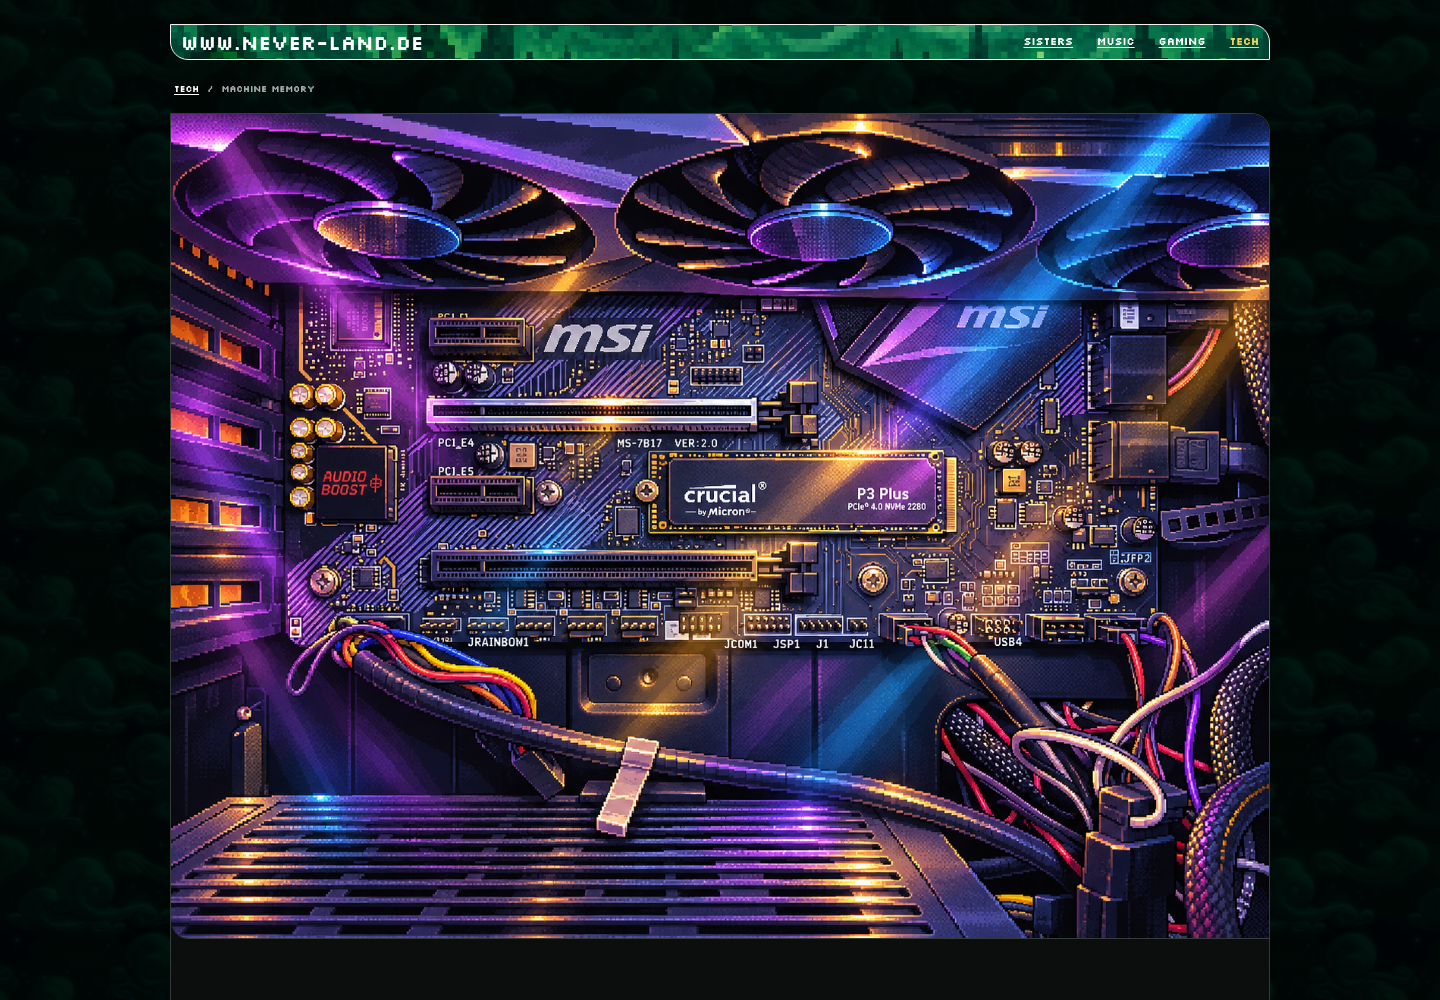 WWW.NEVER-LAND.DE
SISTERS MUSIC GAMING TECH
TECH / MACHINE MEMORY
msi
msi
PCI_E4
MS-7B17 VER:2.0
PCI_E5
AUDIO
BOOST
crucial®
by Micron®
P3 Plus
PCIe® 4.0 NVMe 2280
JFP2
JRAINBOW1
JCOM1 JSP1 J1 JC11
USB4